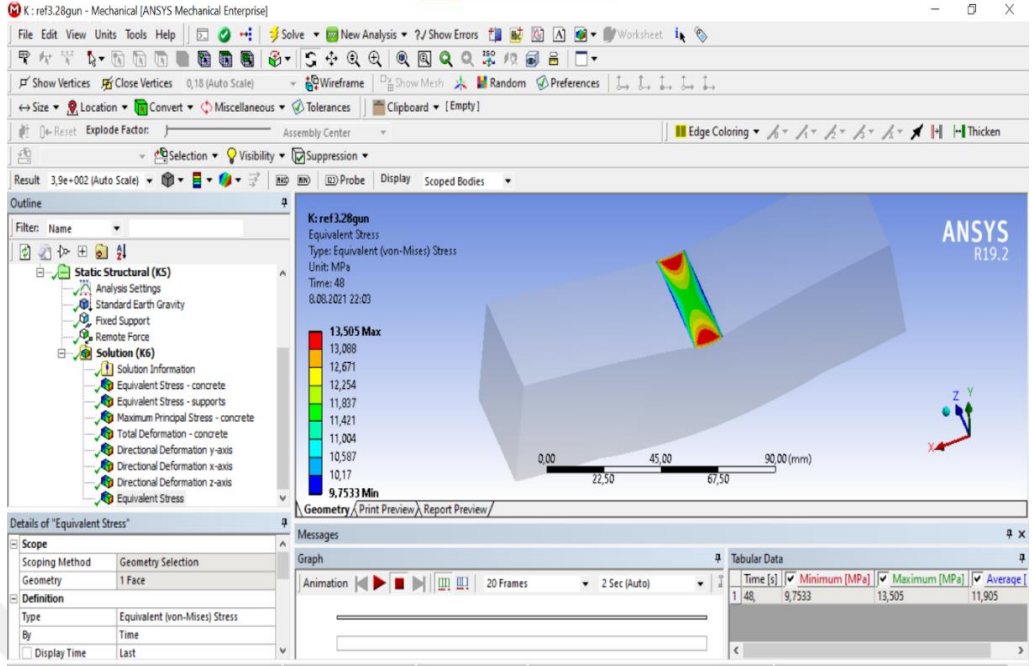 K : ref3.28gun - Mechanical [ANSYS Mechanical Enterprise]
File Edit View Units Tools Help Solve New Analysis ?/ Show Errors Worksheet
Show Vertices Close Vertices 0,18 (Auto Scale) Wireframe Show Mesh Random Preferences
Size Location Convert Miscellaneous Tolerances Clipboard [Empty]
Reset Explode Factor: Assembly Center Edge Coloring Thicken
Selection Visibility Suppression
Result 3,9e+002 (Auto Scale) Probe Display Scoped Bodies
Outline
Filter: Name
Static Structural (K5)
Analysis Settings
Standard Earth Gravity
Fixed Support
Remote Force
Solution (K6)
Solution Information
Equivalent Stress - concrete
Equivalent Stress - supports
Maximum Principal Stress - concrete
Total Deformation - concrete
Directional Deformation y-axis
Directional Deformation x-axis
Directional Deformation z-axis
Equivalent Stress
K: ref3.28gun
Equivalent Stress
Type: Equivalent (von-Mises) Stress
Unit: MPa
Time: 48
8.08.2021 22:03
13,505 Max
13,088
12,671
12,254
11,837
11,421
11,004
10,587
10,17
9,7533 Min
ANSYS
R19.2
Z Y
X
0,00 45,00 90,00 (mm)
22,50 67,50
Geometry Print Preview Report Preview
Details of "Equivalent Stress"
Scope
Scoping Method Geometry Selection
Geometry 1 Face
Definition
Type Equivalent (von-Mises) Stress
By Time
Display Time Last
Messages
Graph
Animation 20 Frames 2 Sec (Auto)
Tabular Data
Time [s] Minimum [MPa] Maximum [MPa] Average [
1 48, 9,7533 13,505 11,905